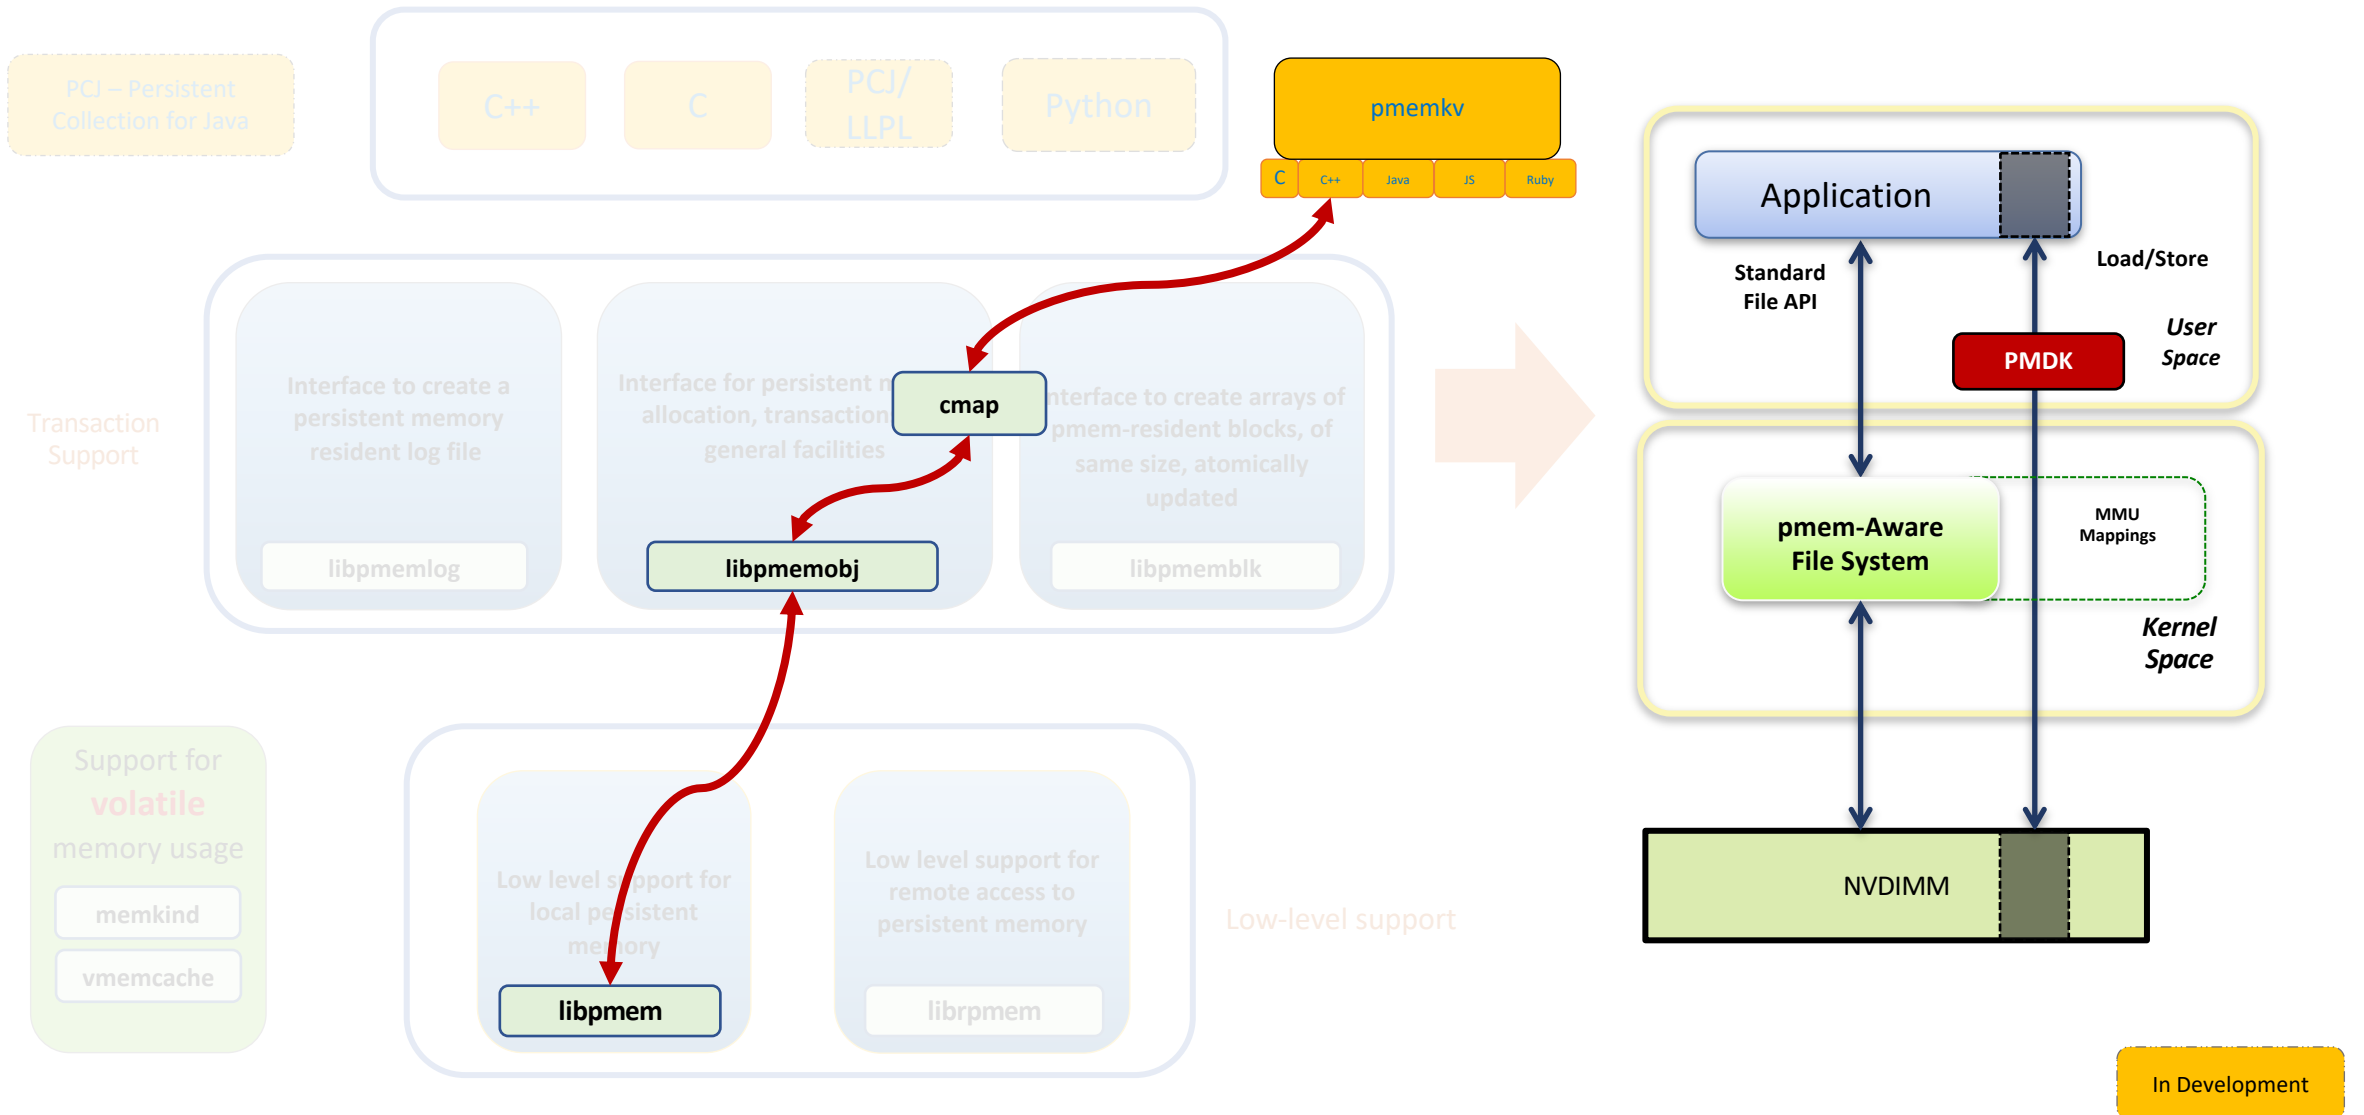 PCJ – Persistent
Collection for Java
C++
C
PCJ/
LLPL
Python
pmemkv
C
C++
Java
JS
Ruby
Transaction
Support
Interface to create a
persistent memory
resident log file
libpmemlog
Interface for persistent
allocation, transaction
general facilities
cmap
libpmemobj
nterface to create arrays of
pmem-resident blocks, of
same size, atomically
updated
libpmemblk
Support for
volatile
memory usage
memkind
vmemcache
Low level support for
local persistent
memory
libpmem
Low level support for
remote access to
persistent memory
librpmem
Low-level support
Application
Standard
File API
Load/Store
User
Space
PMDK
pmem-Aware
File System
MMU
Mappings
Kernel
Space
NVDIMM
In Development